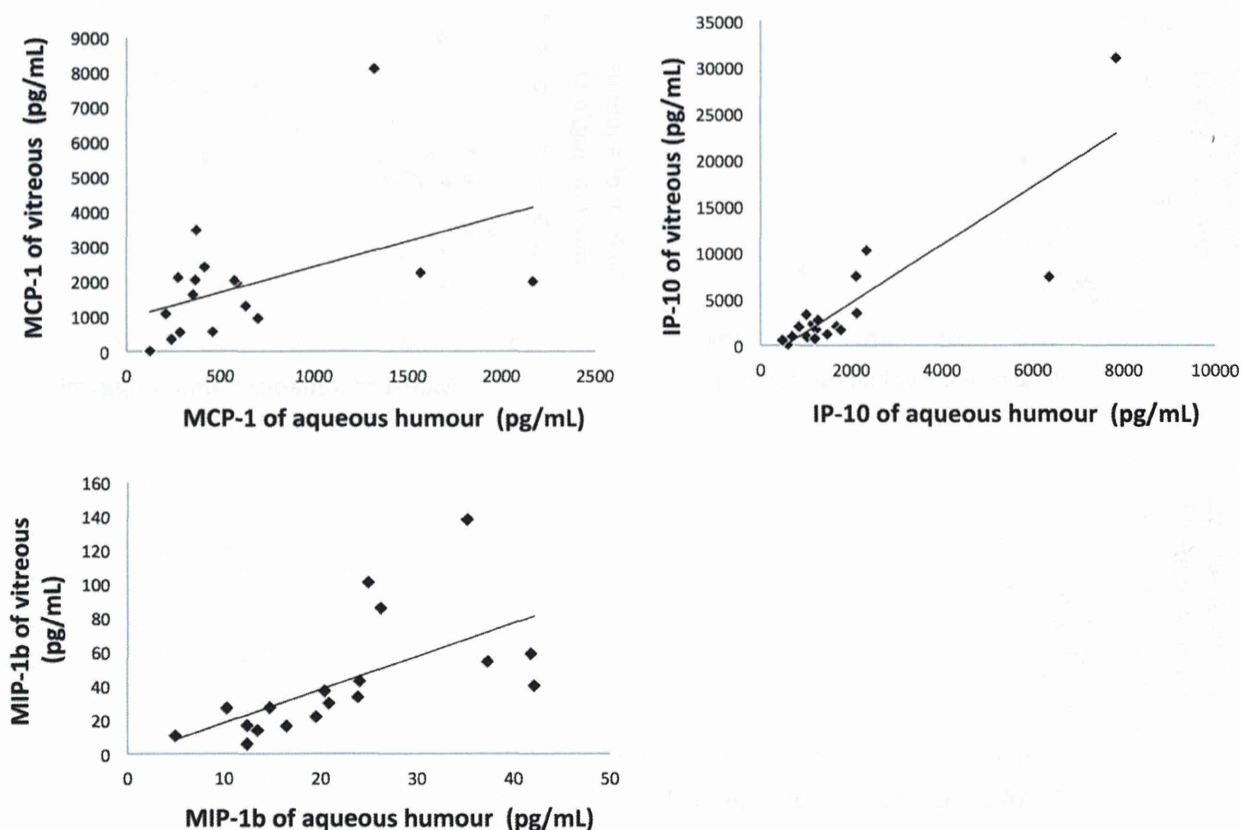 MCP-1 of vitreous (pg/mL)
9000
8000
7000
6000
5000
4000
3000
2000
1000
0
0 500 1000 1500 2000 2500
MCP-1 of aqueous humour (pg/mL)
IP-10 of vitreous (pg/mL)
35000
30000
25000
20000
15000
10000
5000
0
0 2000 4000 6000 8000 10000
IP-10 of aqueous humour (pg/mL)
MIP-1b of vitreous
(pg/mL)
160
140
120
100
80
60
40
20
0
0 10 20 30 40 50
MIP-1b of aqueous humour (pg/mL)